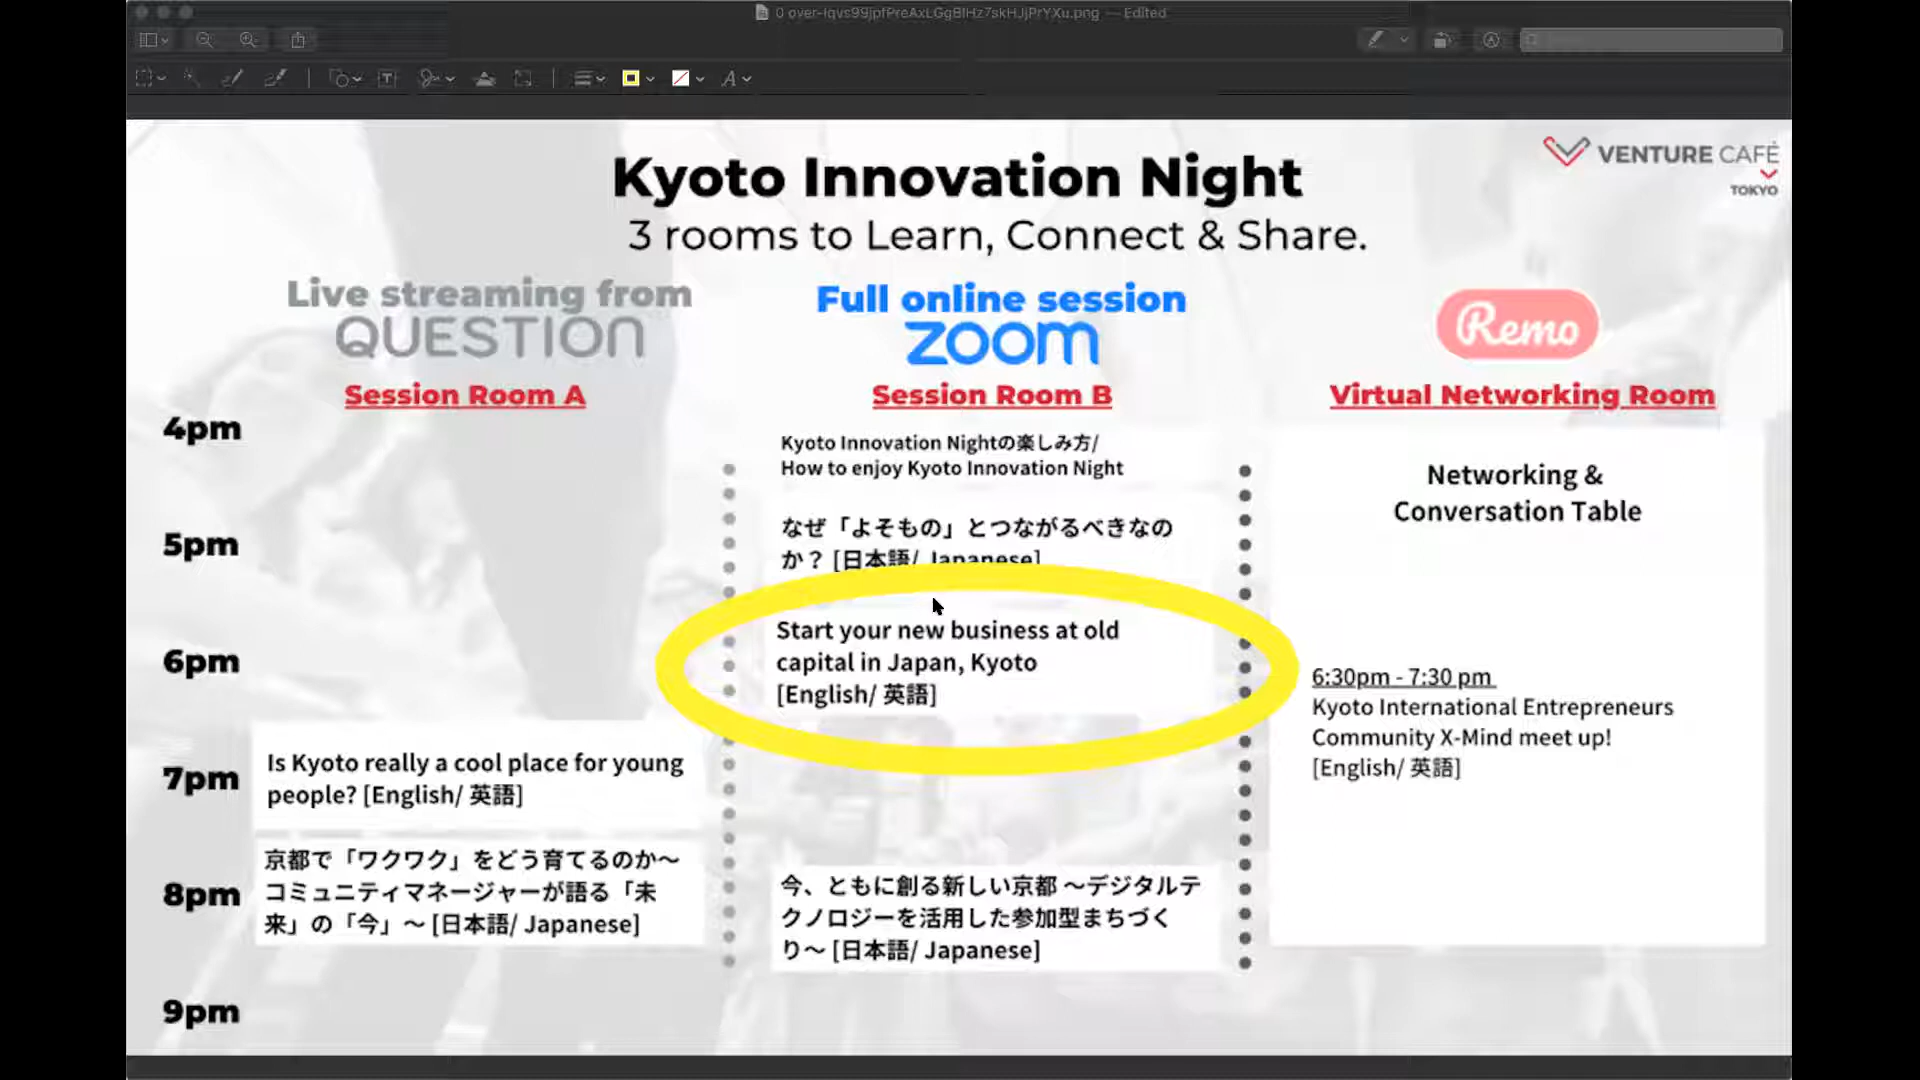 — Edited
Kyoto Innovation Night
3 rooms to Learn, Connect & Share.
VENTURE CAFÉ
TOKYO
Live streaming from
QUESTION
Session Room A
Full online session
zoom
Session Room B
Remo
Virtual Networking Room
4pm
5pm
6pm
7pm
8pm
9pm
Is Kyoto really a cool place for young
people? [English/ 英語]
京都で「ワクワク」をどう育てるのか～
コミュニティマネージャーが語る「未
来」の「今」～ [日本語/ Japanese]
Kyoto Innovation Nightの楽しみ方/
How to enjoy Kyoto Innovation Night
なぜ「よそもの」とつながるべきなの
か？ [日本語/ Japanese]
Start your new business at old
capital in Japan, Kyoto
[English/ 英語]
今、ともに創る新しい京都 ～デジタルテ
クノロジーを活用した参加型まちづく
り～ [日本語/ Japanese]
Networking &
Conversation Table
6:30pm - 7:30 pm
Kyoto International Entrepreneurs
Community X-Mind meet up!
[English/ 英語]